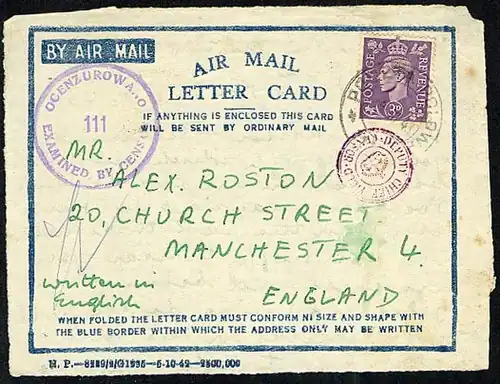 BY AIR MAIL
AIR MAIL
LETTER CARD
IF ANYTHING IS ENCLOSED THIS CARD
WILL BE SENT BY ORDINARY MAIL
POSTAGE REVENUE
3D
OCENZUROWANO
111
EXAMINED BY CENSOR
DEPUTY CHIEF
MR.
ALEX. ROSTON
20, CHURCH STREET
MANCHESTER 4.
ENGLAND
written in
English
WHEN FOLDED THE LETTER CARD MUST CONFORM IN SIZE AND SHAPE WITH
THE BLUE BORDER WITHIN WHICH THE ADDRESS ONLY MAY BE WRITTEN